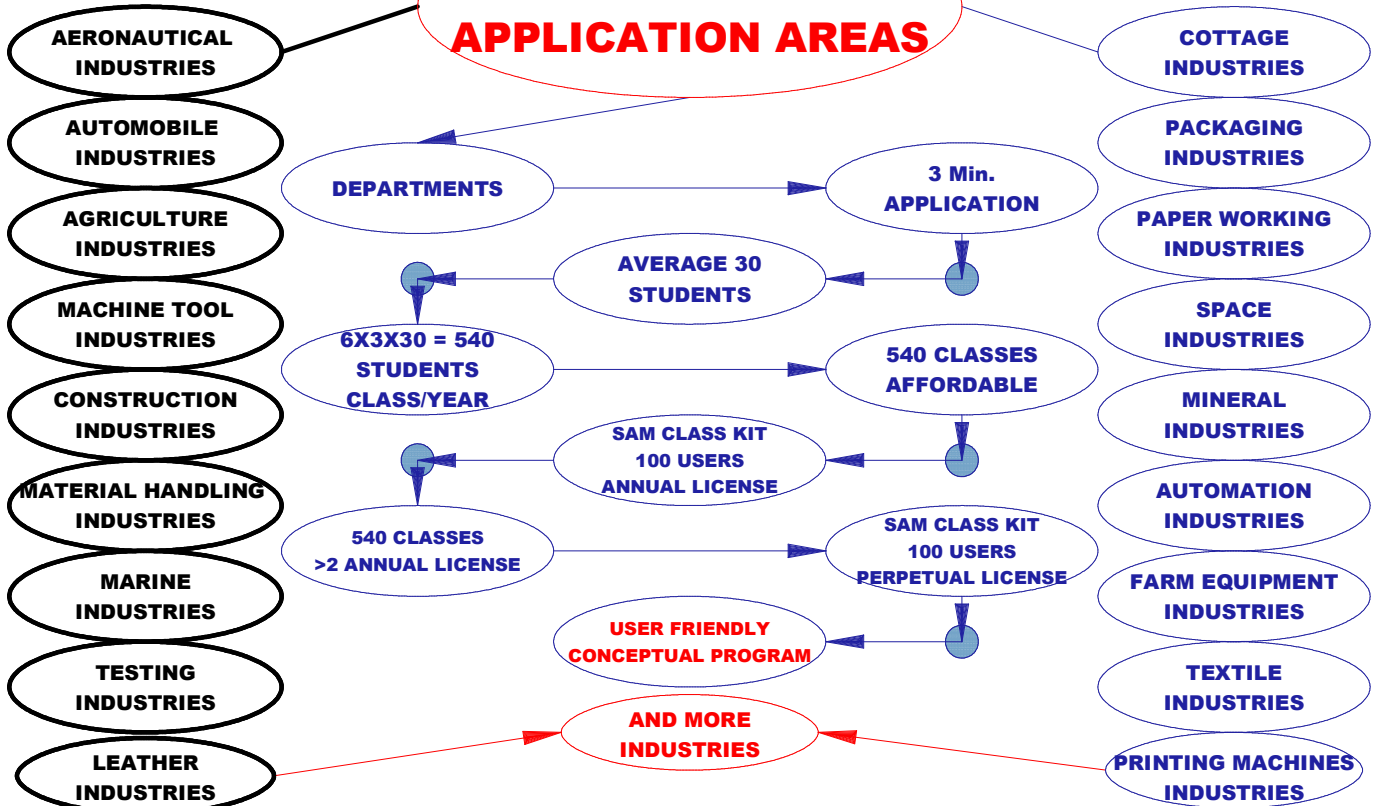 APPLICATION AREAS
AERONAUTICAL
INDUSTRIES
AUTOMOBILE
INDUSTRIES
AGRICULTURE
INDUSTRIES
MACHINE TOOL
INDUSTRIES
CONSTRUCTION
INDUSTRIES
MATERIAL HANDLING
INDUSTRIES
MARINE
INDUSTRIES
TESTING
INDUSTRIES
LEATHER
INDUSTRIES
DEPARTMENTS
3 Min.
APPLICATION
AVERAGE 30
STUDENTS
6X3X30 = 540
STUDENTS
CLASS/YEAR
540 CLASSES
AFFORDABLE
SAM CLASS KIT
100 USERS
ANNUAL LICENSE
540 CLASSES
>2 ANNUAL LICENSE
SAM CLASS KIT
100 USERS
PERPETUAL LICENSE
USER FRIENDLY
CONCEPTUAL PROGRAM
AND MORE
INDUSTRIES
COTTAGE
INDUSTRIES
PACKAGING
INDUSTRIES
PAPER WORKING
INDUSTRIES
SPACE
INDUSTRIES
MINERAL
INDUSTRIES
AUTOMATION
INDUSTRIES
FARM EQUIPMENT
INDUSTRIES
TEXTILE
INDUSTRIES
PRINTING MACHINES
INDUSTRIES